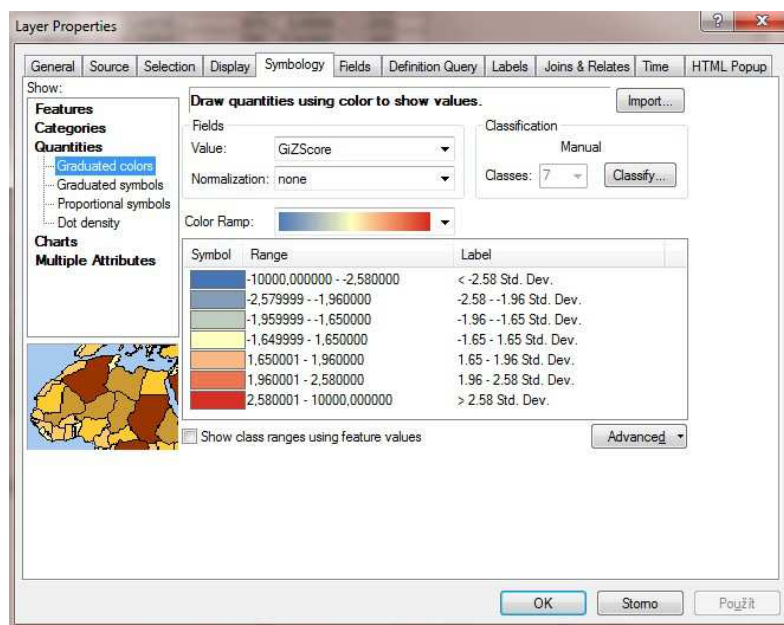 Layer Properties
General Source Selection Display Symbology Fields Definition Query Labels Joins & Relates Time HTML Popup
Show:
Features
Categories
Quantities
Graduated colors
Graduated symbols
Proportional symbols
Dot density
Charts
Multiple Attributes
Draw quantities using color to show values.
Import...
Fields
Value: GiZScore
Normalization: none
Classification
Manual
Classes: 7 Classify...
Color Ramp:
Symbol Range Label
-10000,000000 - -2,580000 < -2.58 Std. Dev.
-2,579999 - -1,960000 -2.58 - -1.96 Std. Dev.
-1,959999 - -1,650000 -1.96 - -1.65 Std. Dev.
-1,649999 - 1,650000 -1.65 - 1.65 Std. Dev.
1,650001 - 1,960000 1.65 - 1.96 Std. Dev.
1,960001 - 2,580000 1.96 - 2.58 Std. Dev.
2,580001 - 10000,000000 > 2.58 Std. Dev.
Show class ranges using feature values
Advanced
OK Storno Použít